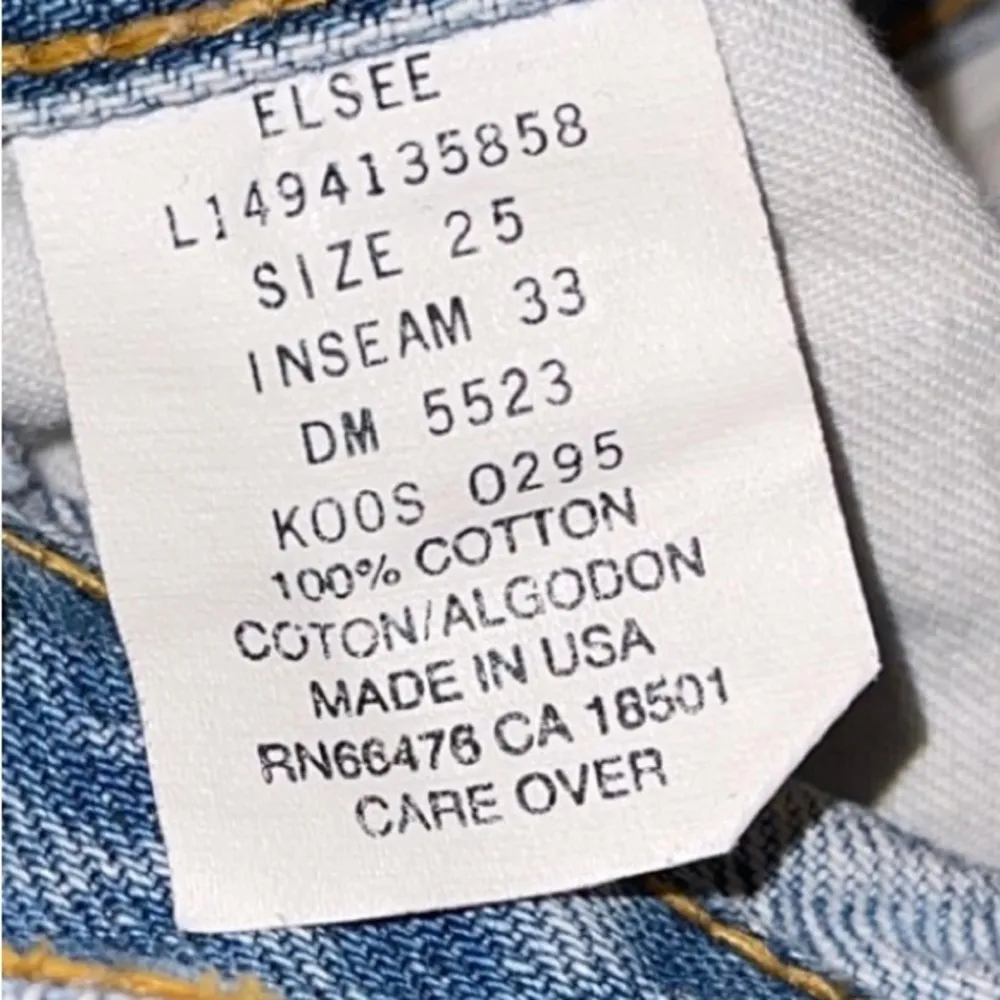 ELSEE
L1494135858
SIZE 25
INSEAM 33
DM 5523
KOOS 0295
100% COTTON
COTON/ALGODON
MADE IN USA
RN66476 CA 16501
CARE OVER